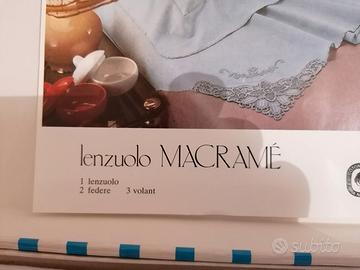 lenzuolo MACRAMÉ
1 lenzuolo
2 federe 3 volant
subito